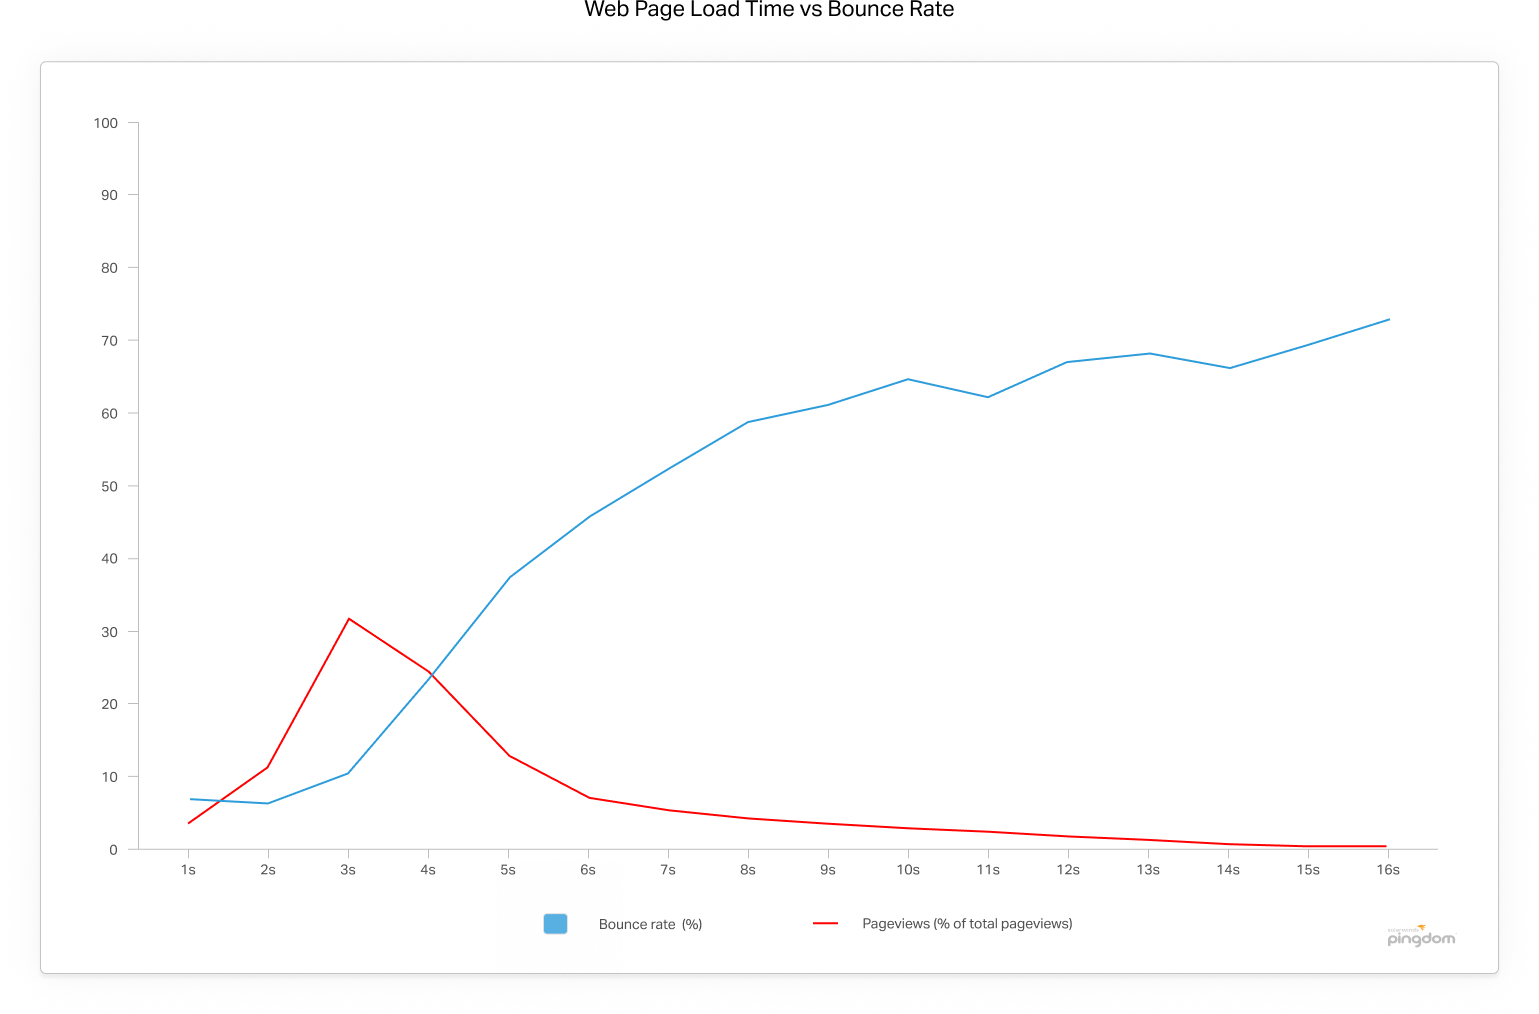 Web Page Load Time vs Bounce Rate
100
90
80
70
60
50
40
30
20
10
0
1s 2s 3s 4s 5s 6s 7s 8s 9s 10s 11s 12s 13s 14s 15s 16s
Bounce rate (%) Pageviews (% of total pageviews)
solarwinds
pingdom